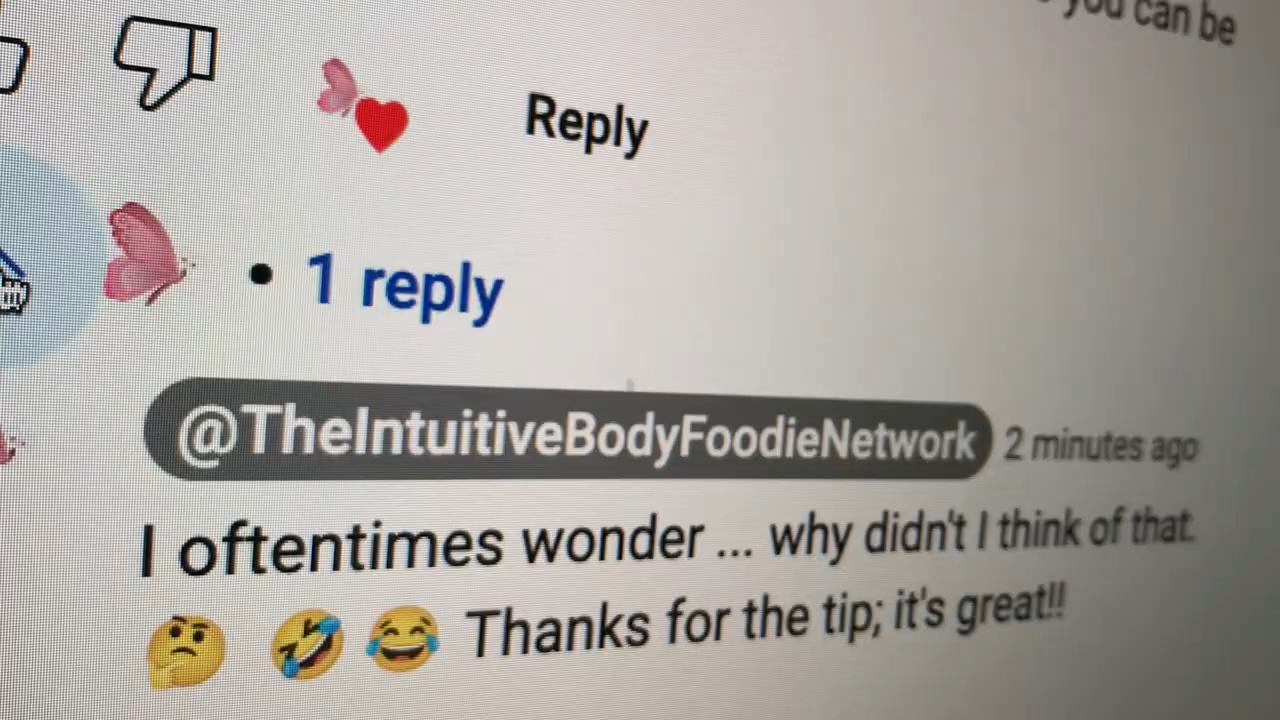 you can be
Reply
• 1 reply
@TheIntuitiveBodyFoodieNetwork 2 minutes ago
I oftentimes wonder ... why didn't I think of that.
🤔 🤣 😂 Thanks for the tip; it's great!!